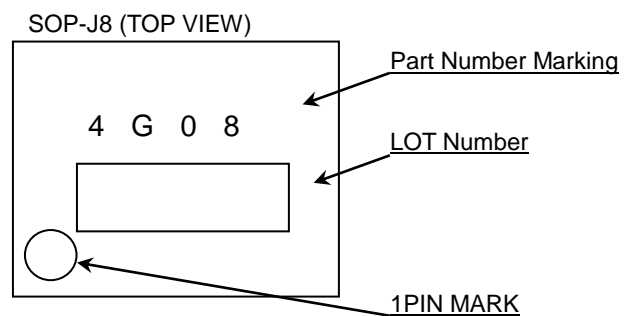 SOP-J8 (TOP VIEW)
Part Number Marking
4 G 0 8
LOT Number
1PIN MARK